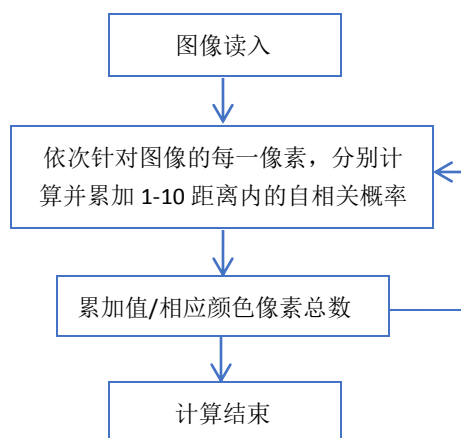 图像读入
依次针对图像的每一像素，分别计
算并累加 1-10 距离内的自相关概率
累加值/相应颜色像素总数
计算结束